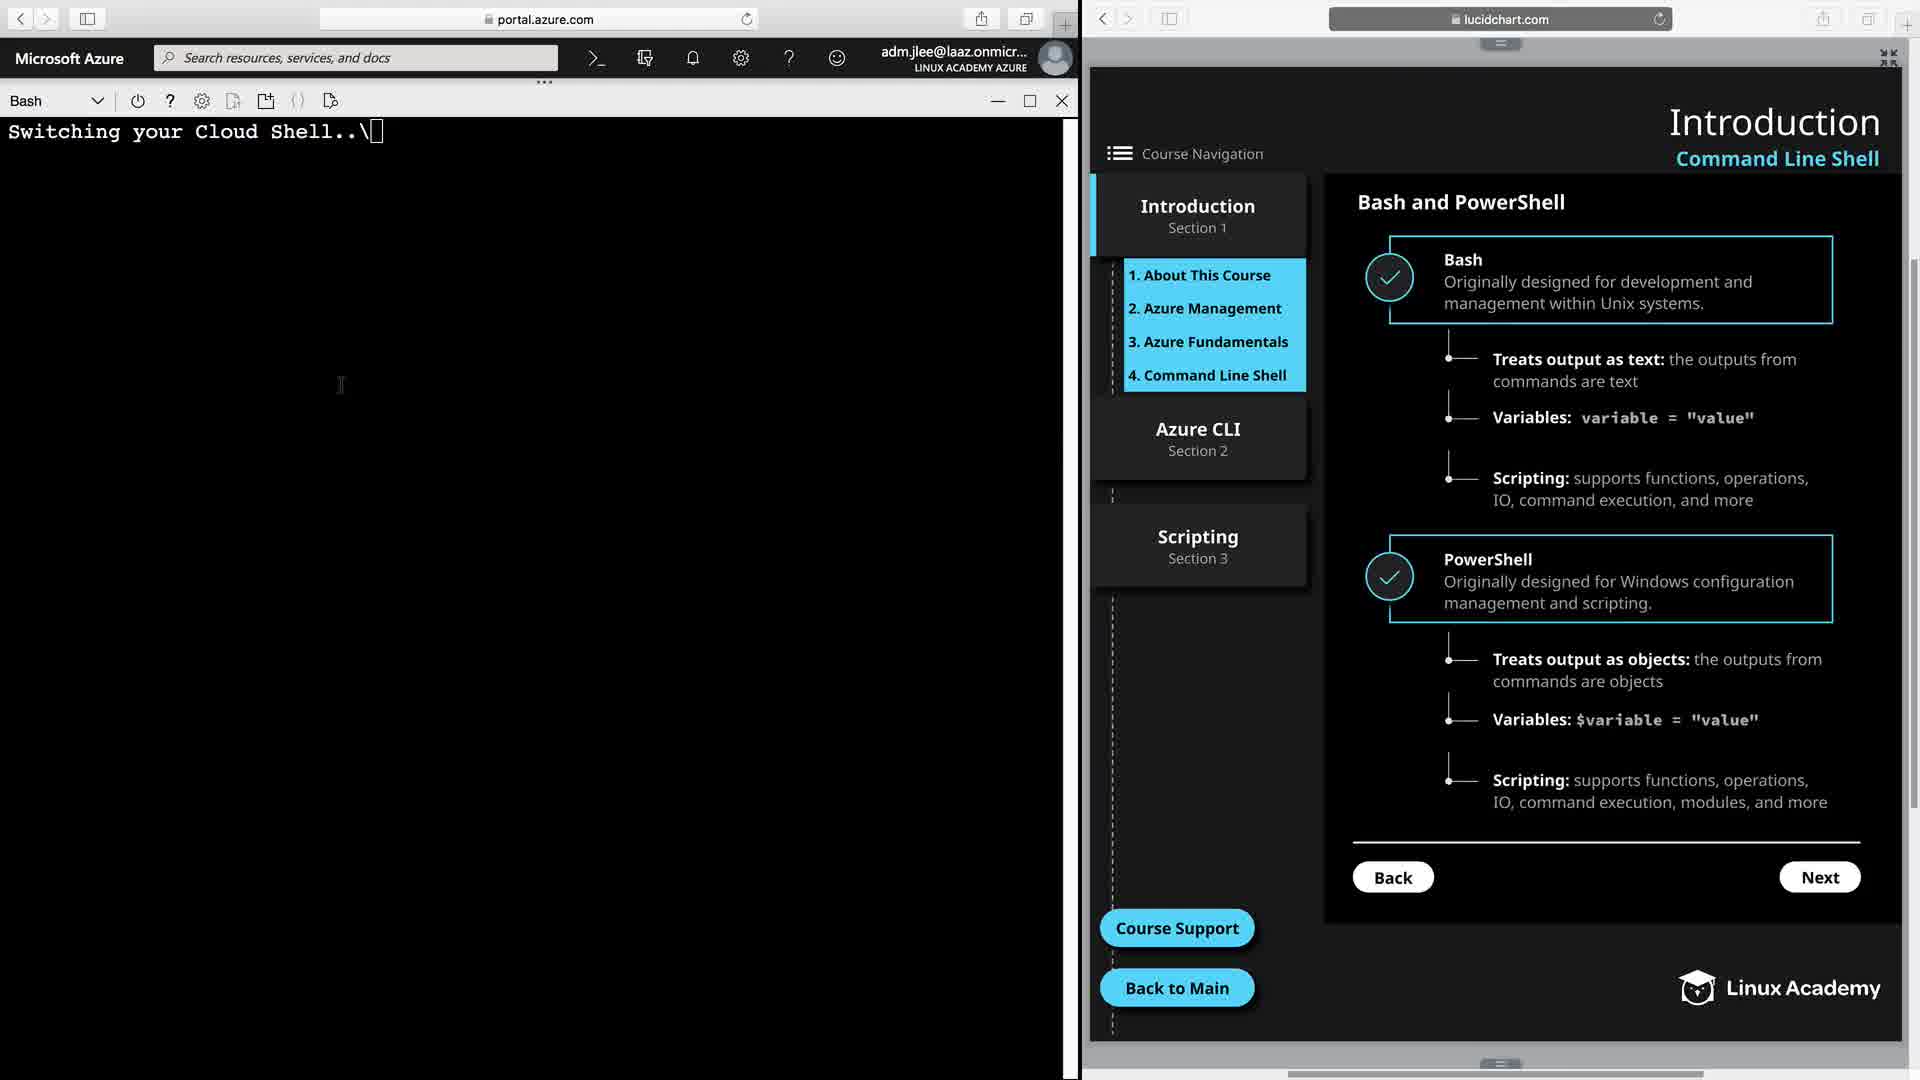 portal.azure.com
Microsoft Azure
Search resources, services, and docs
adm.jlee@laaz.onmicr...
LINUX ACADEMY AZURE
Bash
Switching your Cloud Shell..\
lucidchart.com
Introduction
Command Line Shell
Course Navigation
Introduction
Section 1
1. About This Course
2. Azure Management
3. Azure Fundamentals
4. Command Line Shell
Azure CLI
Section 2
Scripting
Section 3
Course Support
Back to Main
Bash and PowerShell
Bash
Originally designed for development and
management within Unix systems.
Treats output as text: the outputs from
commands are text
Variables: variable = "value"
Scripting: supports functions, operations,
IO, command execution, and more
PowerShell
Originally designed for Windows configuration
management and scripting.
Treats output as objects: the outputs from
commands are objects
Variables: $variable = "value"
Scripting: supports functions, operations,
IO, command execution, modules, and more
Back
Next
Linux Academy